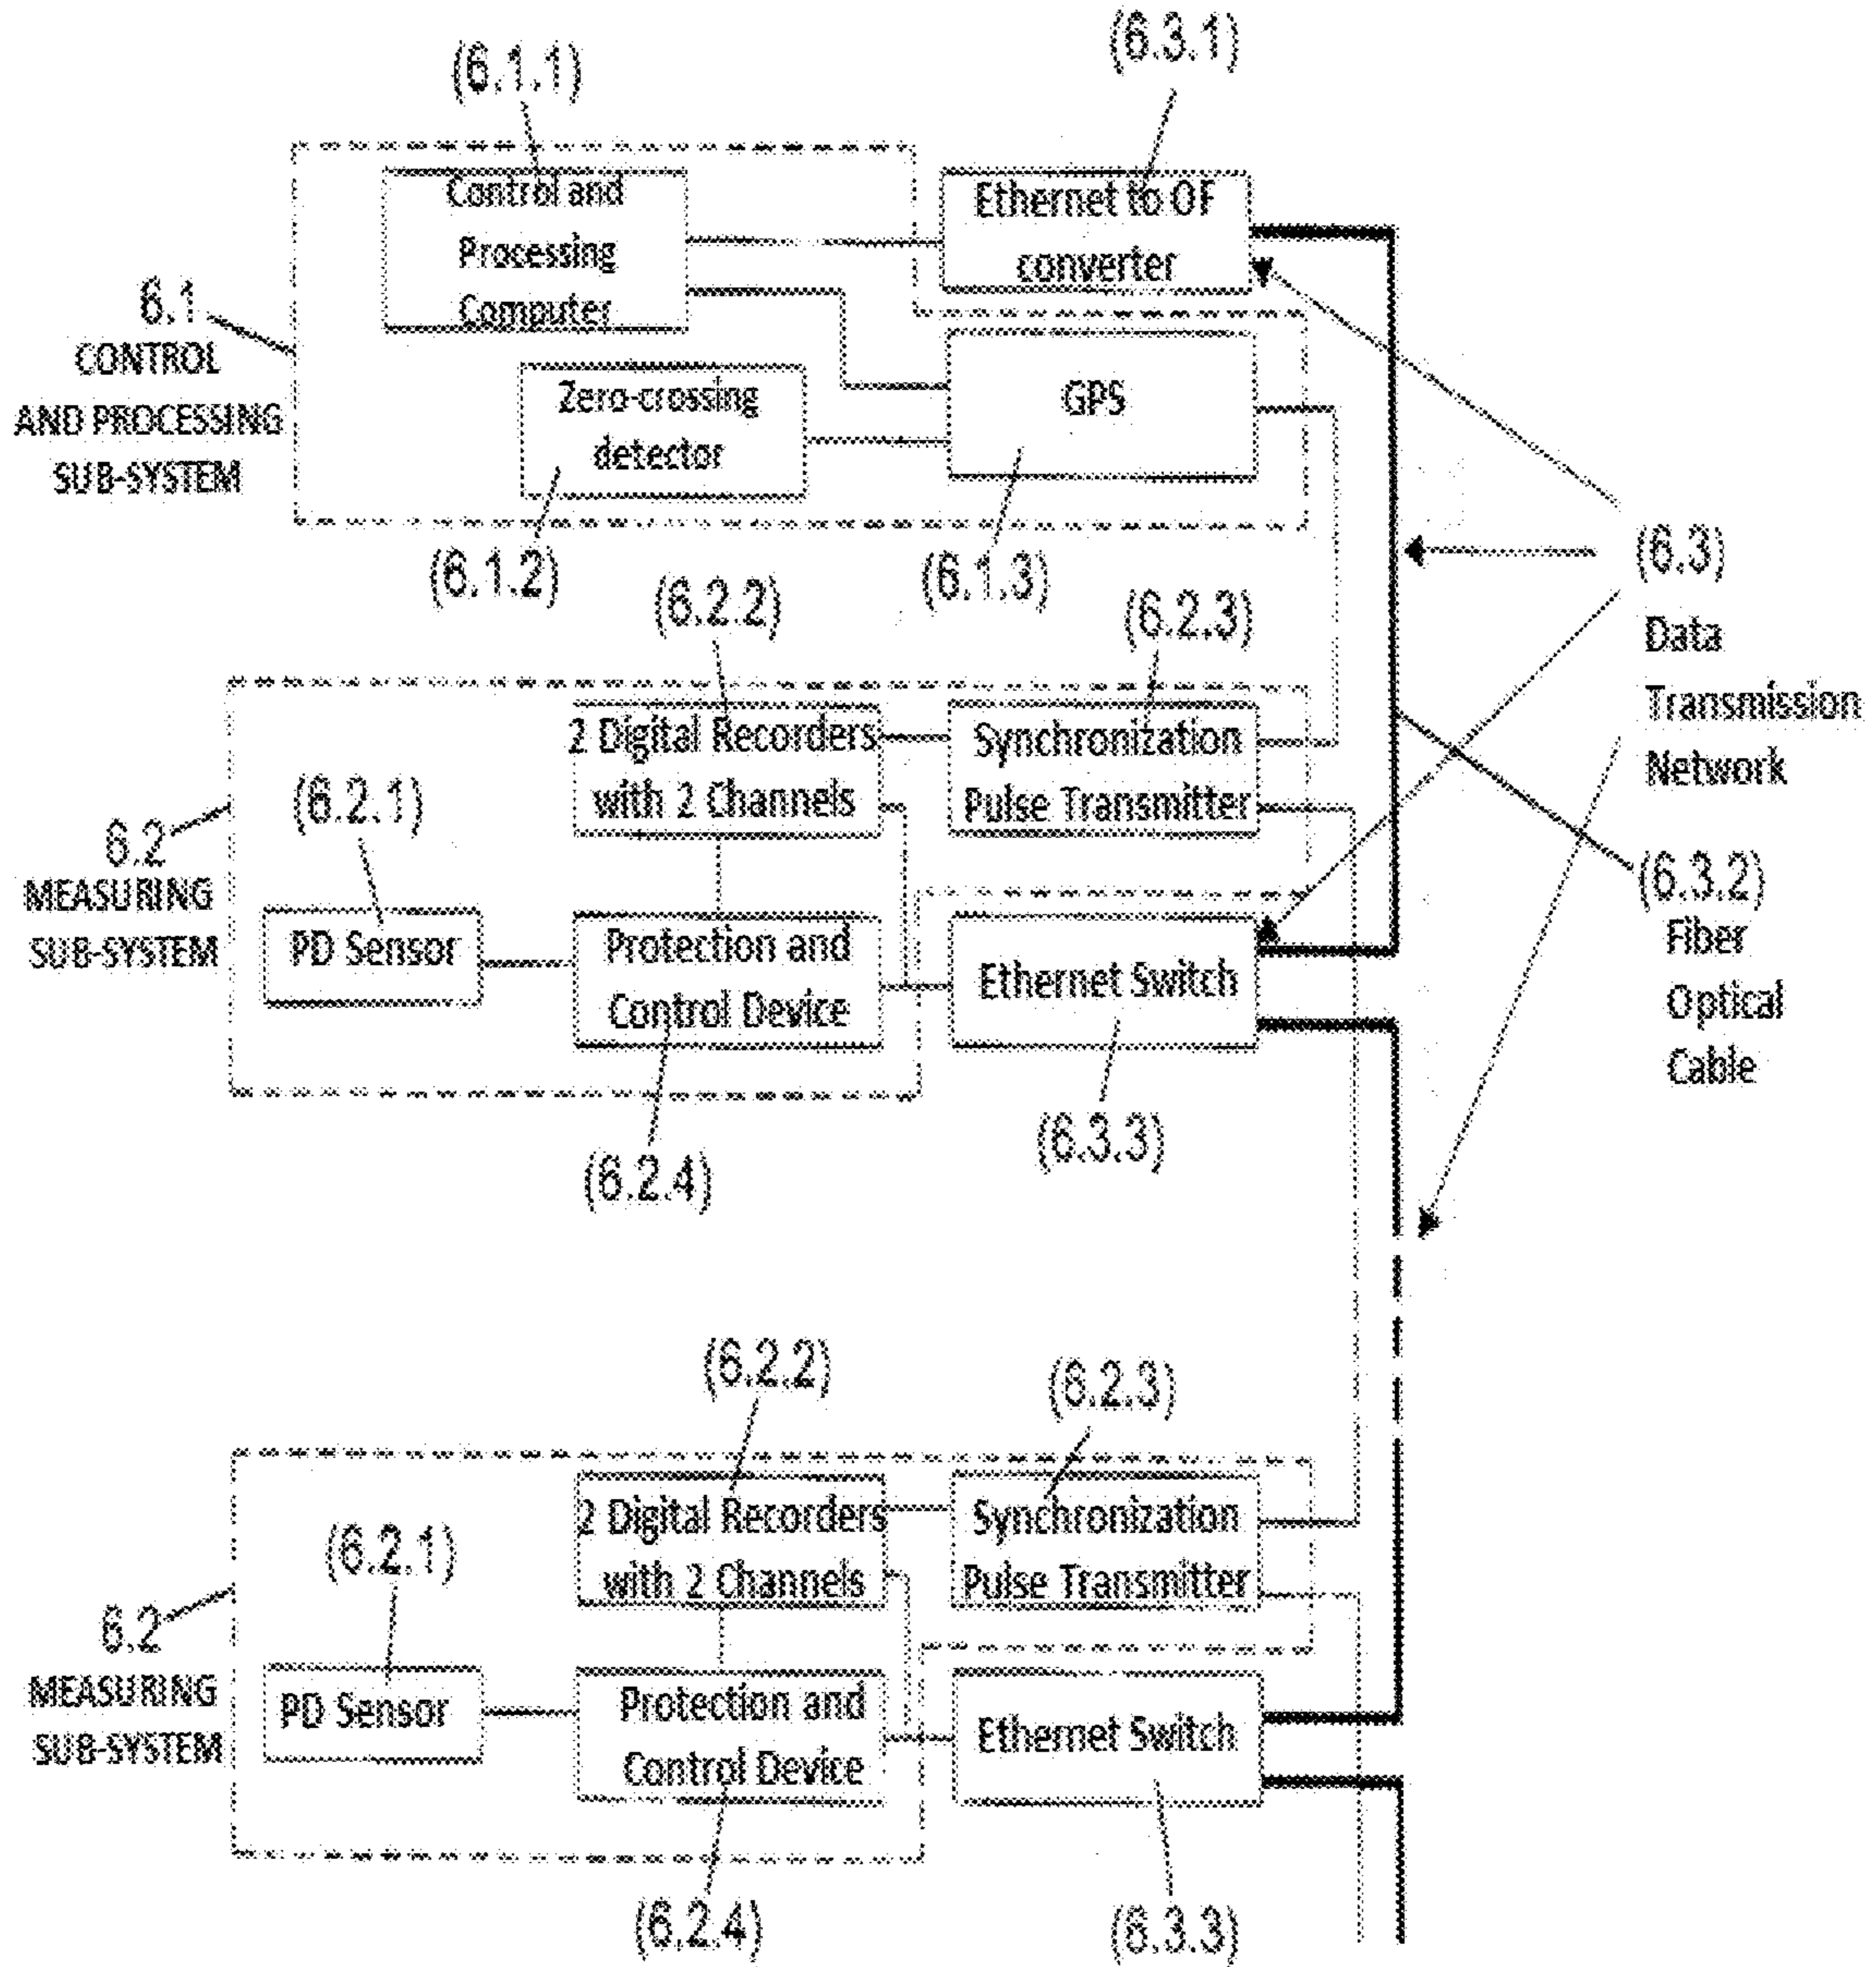 (6.3.1)
(6.1.1)
Control and
Processing
Computer
Ethernet to OF
converter
6.1
CONTROL
AND PROCESSING
SUB-SYSTEM
Zero-crossing
detector
GPS
(6.1.2)
(6.1.3)
(6.3)
Data
Transmission
Network
(6.2.2)
(6.2.3)
2 Digital Recorders
with 2 Channels
Synchronization
Pulse Transmitter
(6.2.1)
6.2
MEASURING
SUB-SYSTEM
PD Sensor
Protection and
Control Device
Ethernet Switch
(6.3.2)
Fiber
Optical
Cable
(6.3.3)
(6.2.4)
(6.2.2)
(6.2.3)
2 Digital Recorders
with 2 Channels
Synchronization
Pulse Transmitter
(6.2.1)
6.2
MEASURING
SUB-SYSTEM
PD Sensor
Protection and
Control Device
Ethernet Switch
(6.2.4)
(6.3.3)